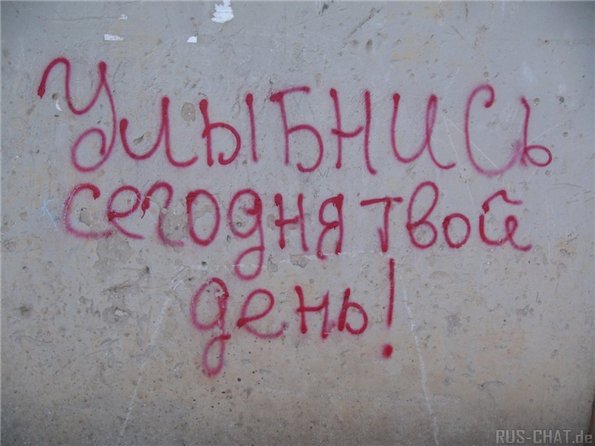 Улыбнись
сегодня твой
день!
RUS-CHAT.de